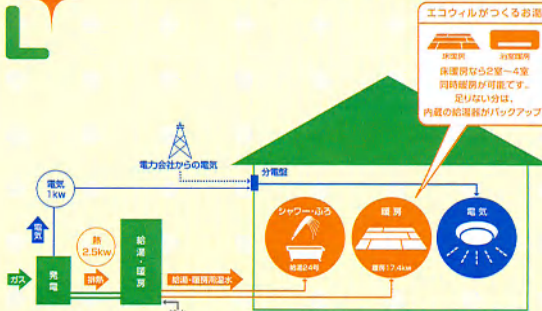 エコウィルがつくるお湯
床暖房
浴室暖房
床暖房なら2室〜4室
同時暖房が可能です。
足りない分は、
内蔵の給湯器がバックアップ
電力会社からの電気
分電盤
電気
1kw
電気
熱
2.5kw
ガス
発電
排熱
給湯・暖房
給湯・暖房用温水
シャワー・ふろ
給湯24号
暖房
暖房17.4kw
電気